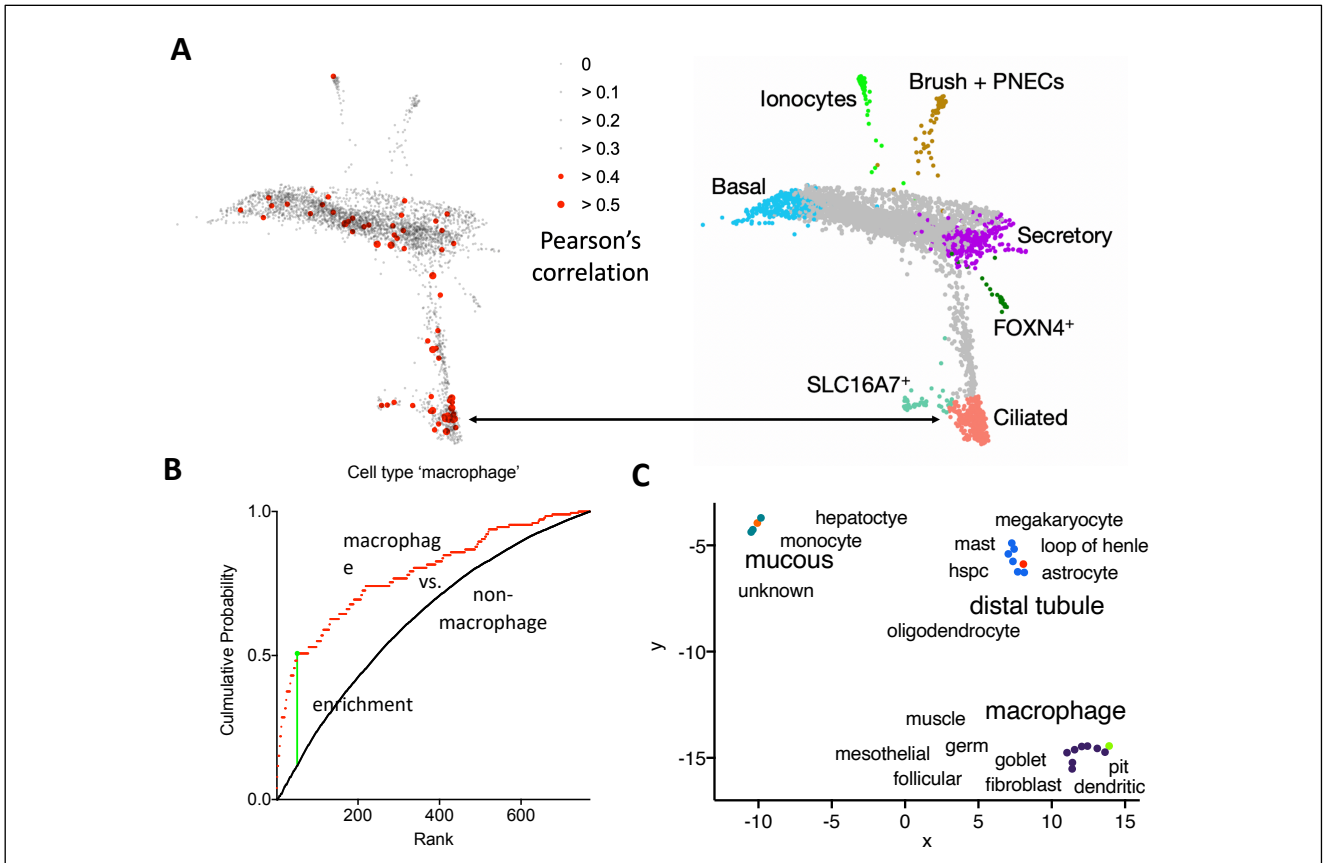 A
0
> 0.1
> 0.2
> 0.3
> 0.4
> 0.5
Pearson’s
correlation
Ionocytes
Brush + PNECs
Basal
Secretory
FOXN4+
SLC16A7+
Ciliated
B
Cell type ‘macrophage’
Culmulative Probability
1.0
0.5
0.0
macrophag
e
vs.
non-
macrophage
enrichment
200
400
600
Rank
C
y
-5
-10
-15
hepatoctye
monocyte
mucous
unknown
megakaryocyte
mast
loop of henle
hspc
astrocyte
distal tubule
oligodendrocyte
muscle
macrophage
mesothelial
germ
goblet
pit
follicular
fibroblast
dendritic
-10
-5
0
5
10
15
x